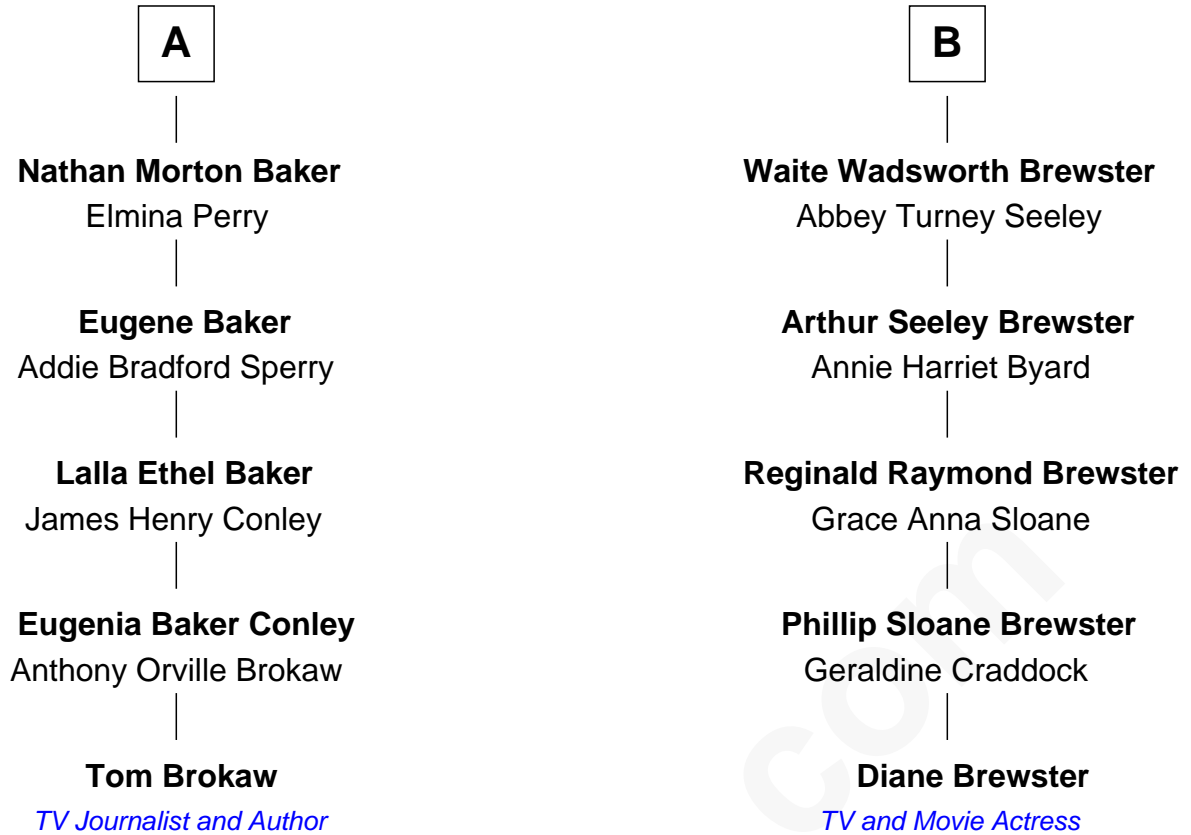 A
Nathan Morton Baker
Elmina Perry
Eugene Baker
Addie Bradford Sperry
Lalla Ethel Baker
James Henry Conley
Eugenia Baker Conley
Anthony Orville Brokaw
Tom Brokaw
TV Journalist and Author
B
Waite Wadsworth Brewster
Abbey Turney Seeley
Arthur Seeley Brewster
Annie Harriet Byard
Reginald Raymond Brewster
Grace Anna Sloane
Phillip Sloane Brewster
Geraldine Craddock
Diane Brewster
TV and Movie Actress
com